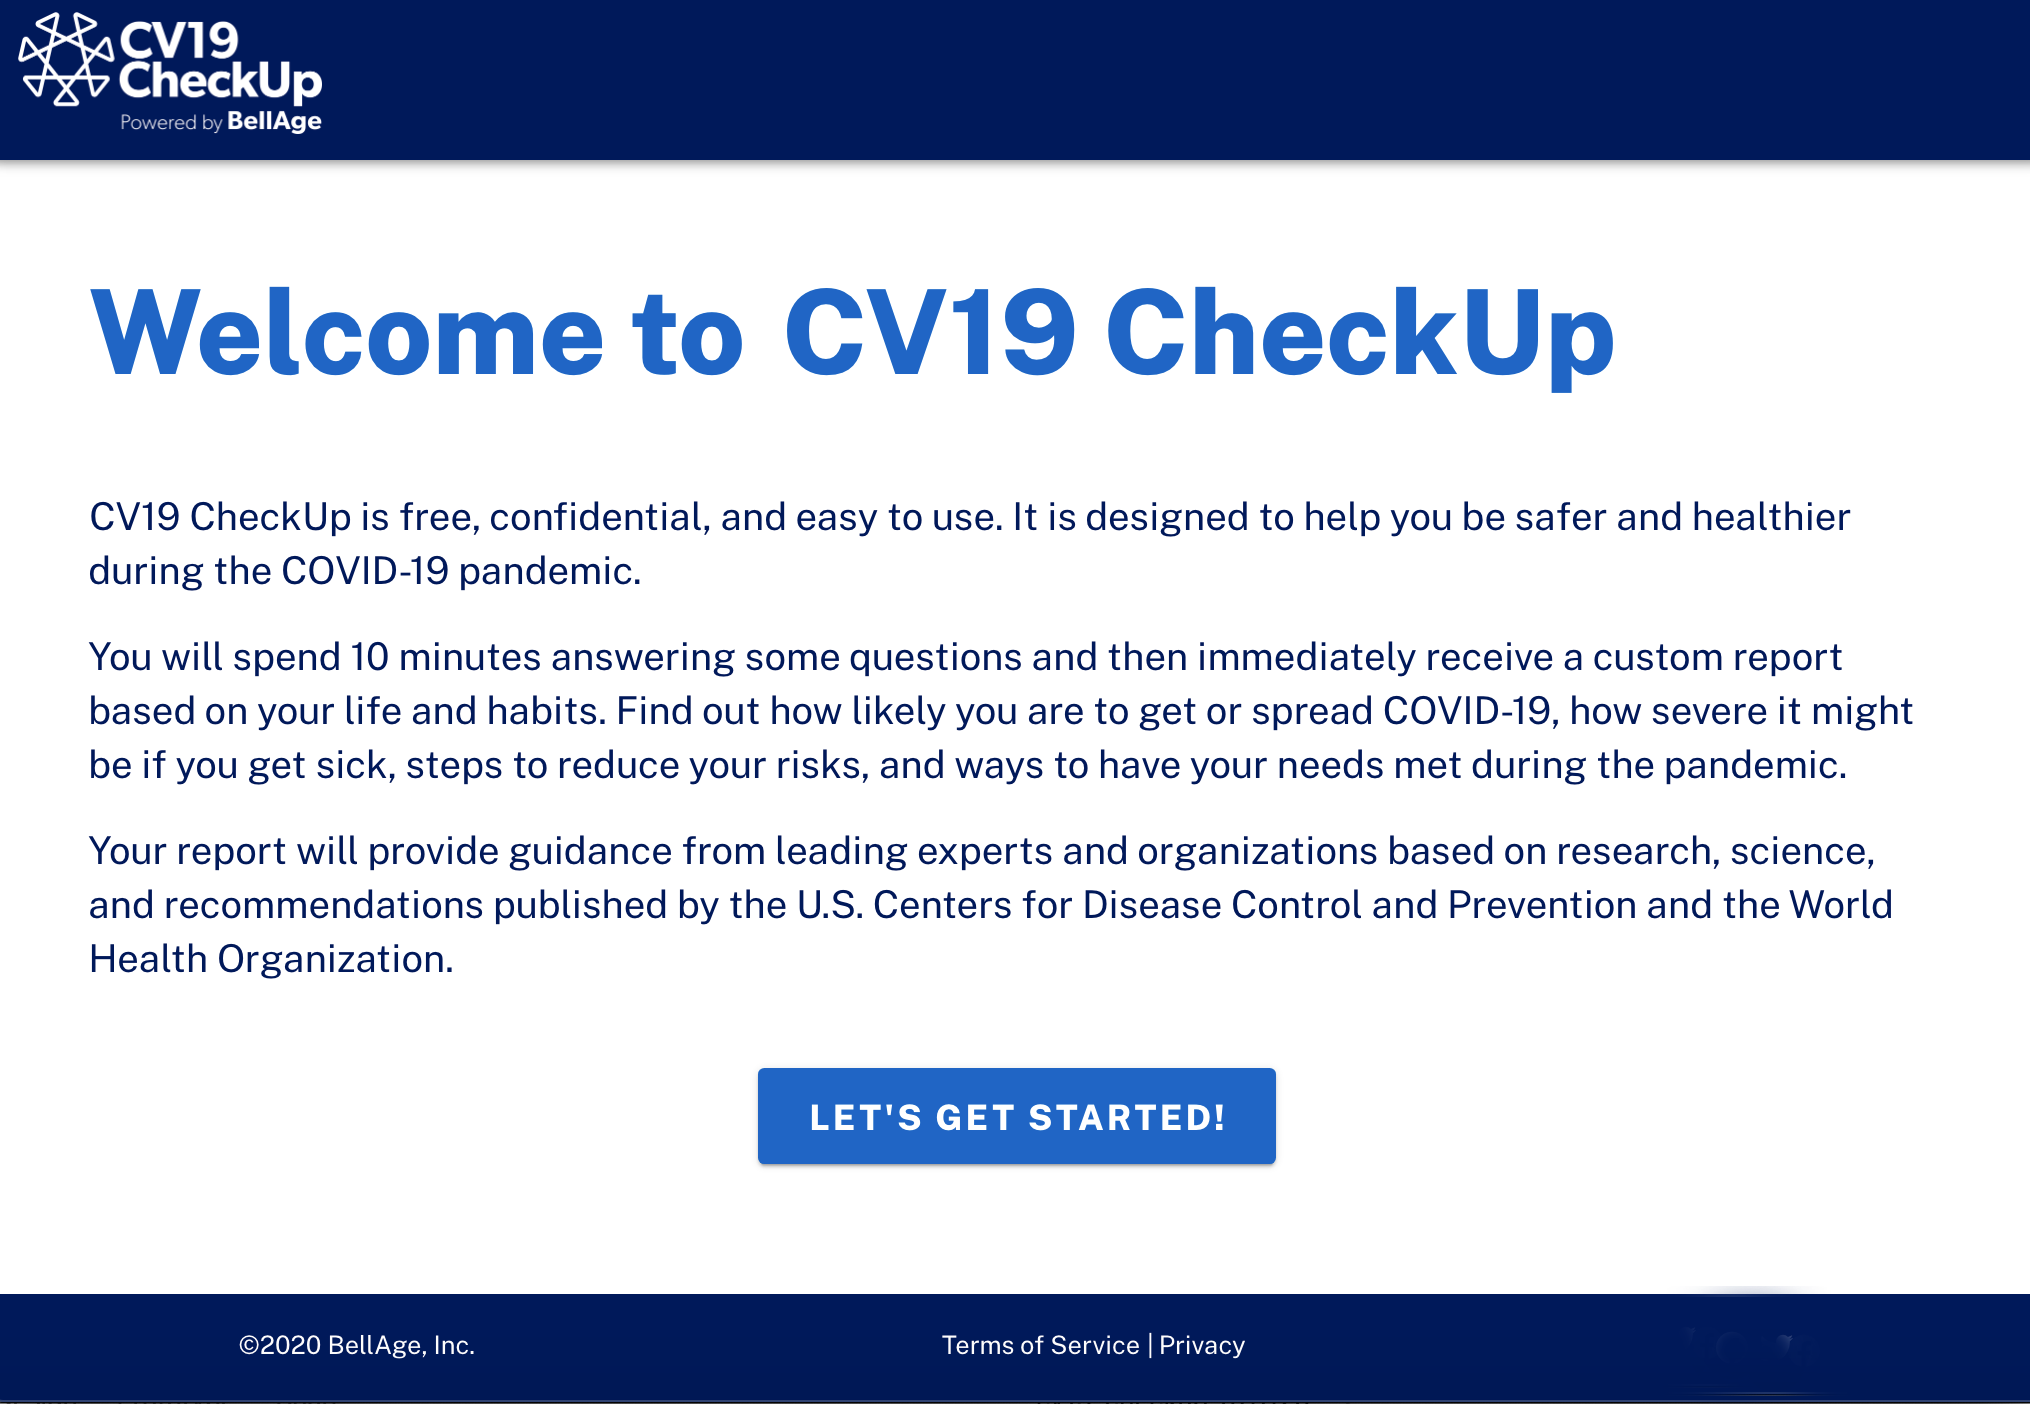 CV19
CheckUp
Powered by BellAge
Welcome to CV19 CheckUp
CV19 CheckUp is free, confidential, and easy to use. It is designed to help you be safer and healthier
during the COVID-19 pandemic.
You will spend 10 minutes answering some questions and then immediately receive a custom report
based on your life and habits. Find out how likely you are to get or spread COVID-19, how severe it might
be if you get sick, steps to reduce your risks, and ways to have your needs met during the pandemic.
Your report will provide guidance from leading experts and organizations based on research, science,
and recommendations published by the U.S. Centers for Disease Control and Prevention and the World
Health Organization.
LET'S GET STARTED!
©2020 BellAge, Inc.
Terms of Service | Privacy